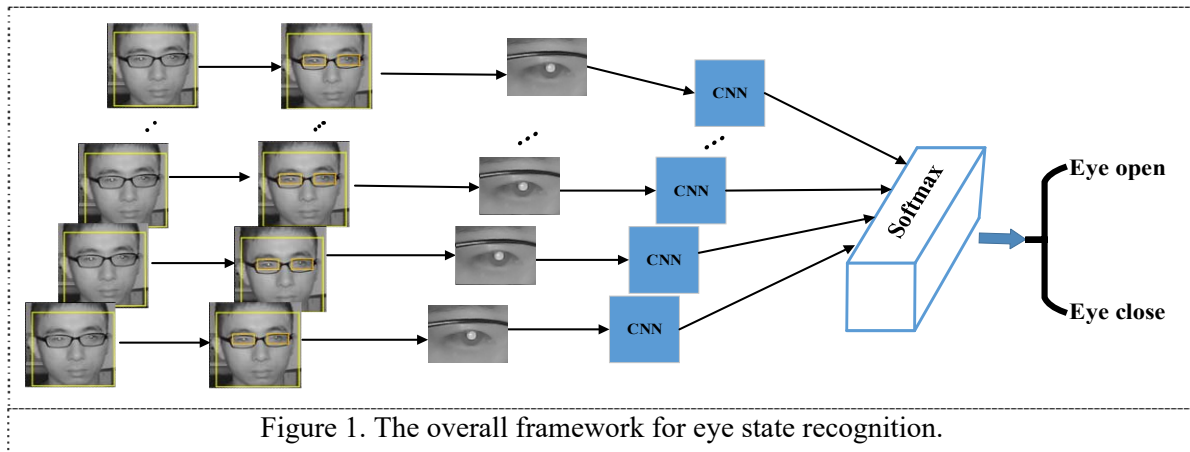 CNN
CNN
CNN
CNN
Softmax
Eye open
Eye close
Figure 1. The overall framework for eye state recognition.